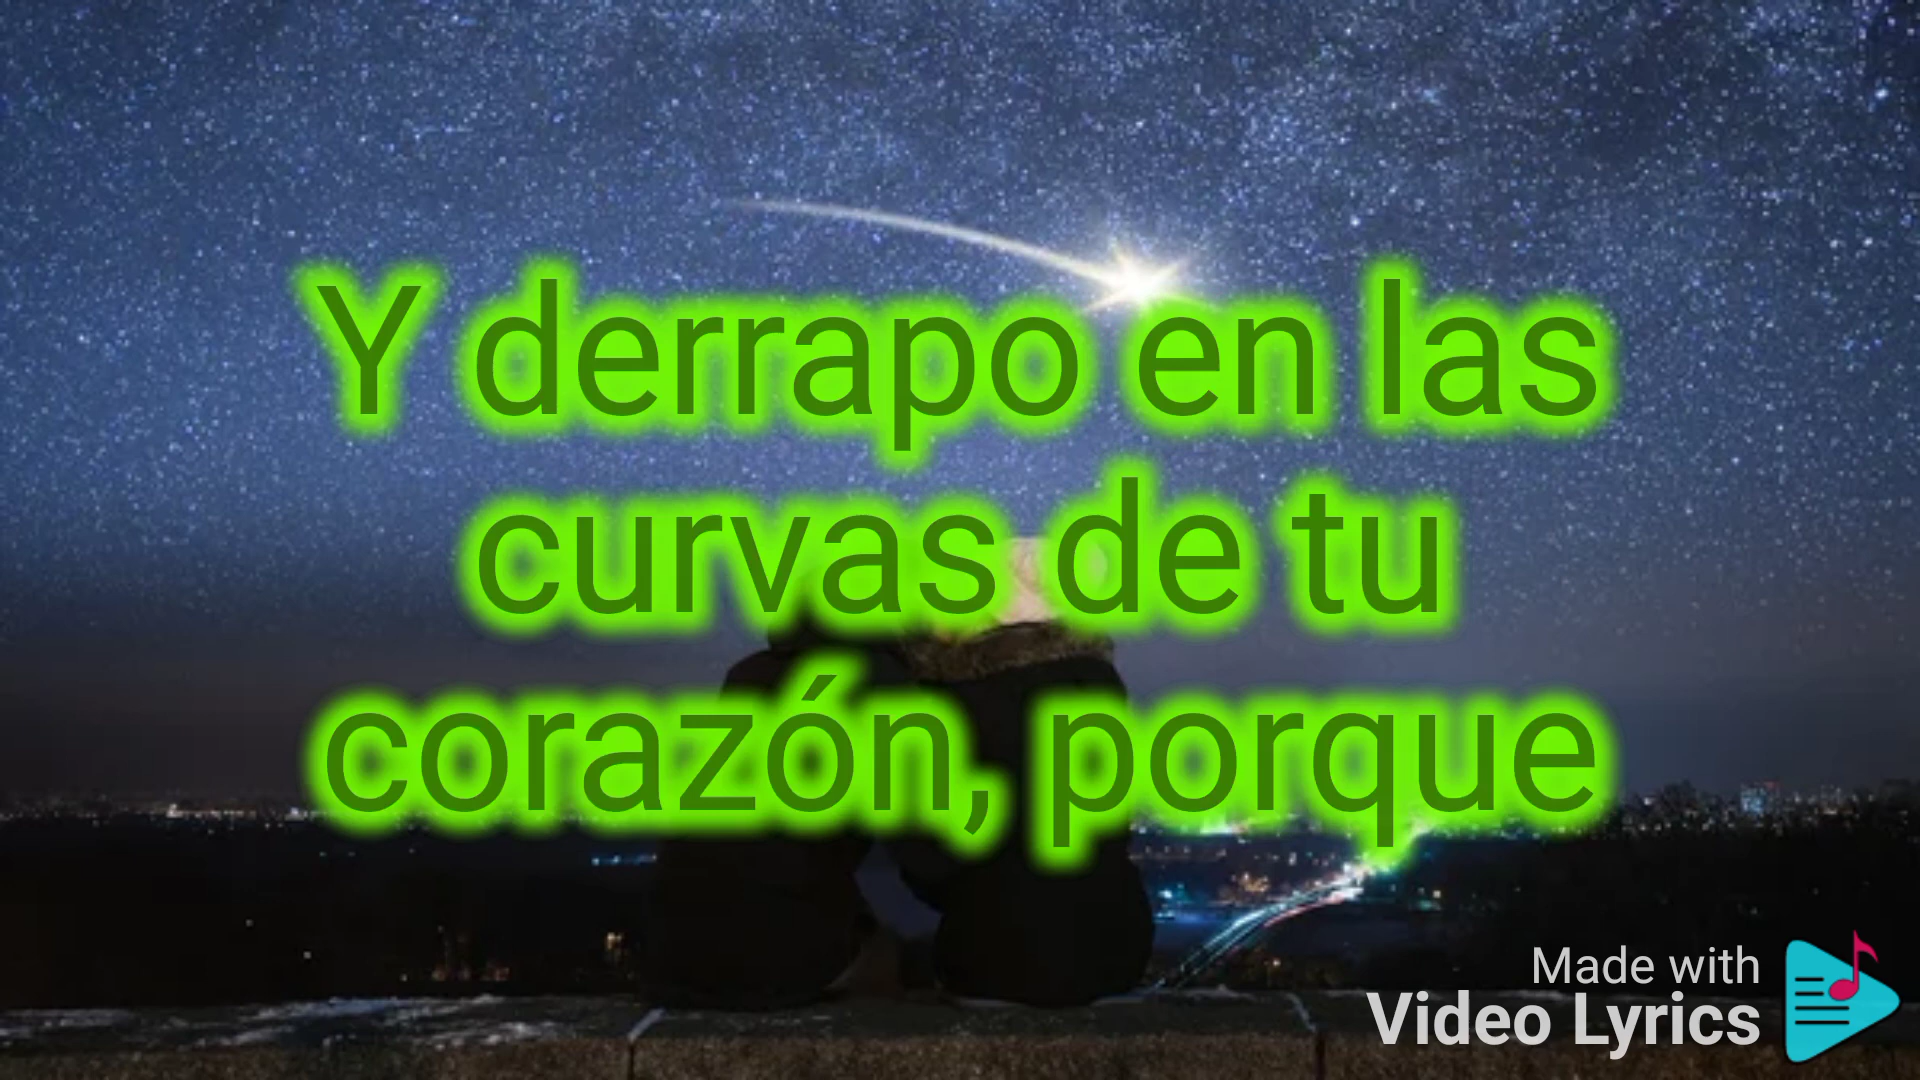 Y derrapo en las
curvas de tu
corazón, porque
Made with
Video Lyrics